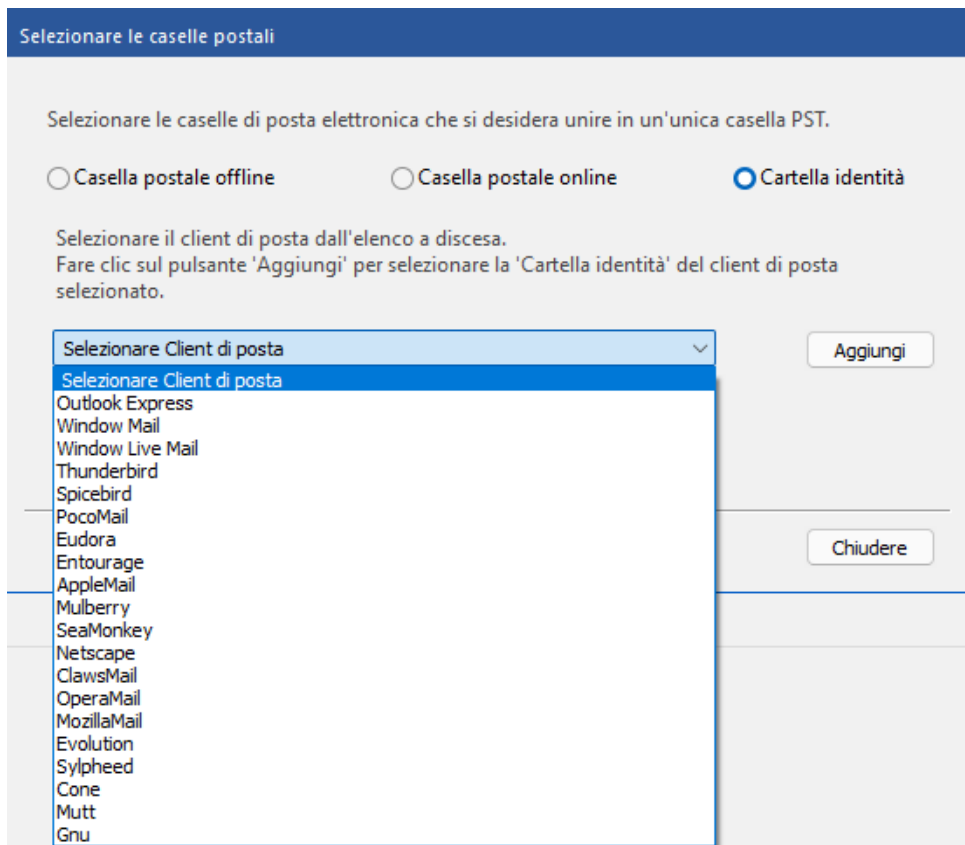 Selezionare le caselle postali
Selezionare le caselle di posta elettronica che si desidera unire in un'unica casella PST.
Casella postale offline
Casella postale online
Cartella identità
Selezionare il client di posta dall'elenco a discesa.
Fare clic sul pulsante 'Aggiungi' per selezionare la 'Cartella identità' del client di posta
selezionato.
Selezionare Client di posta
Aggiungi
Selezionare Client di posta
Outlook Express
Window Mail
Window Live Mail
Thunderbird
Spicebird
PocoMail
Eudora
Chiudere
Entourage
AppleMail
Mulberry
SeaMonkey
Netscape
ClawsMail
OperaMail
MozillaMail
Evolution
Sylpheed
Cone
Mutt
Gnu